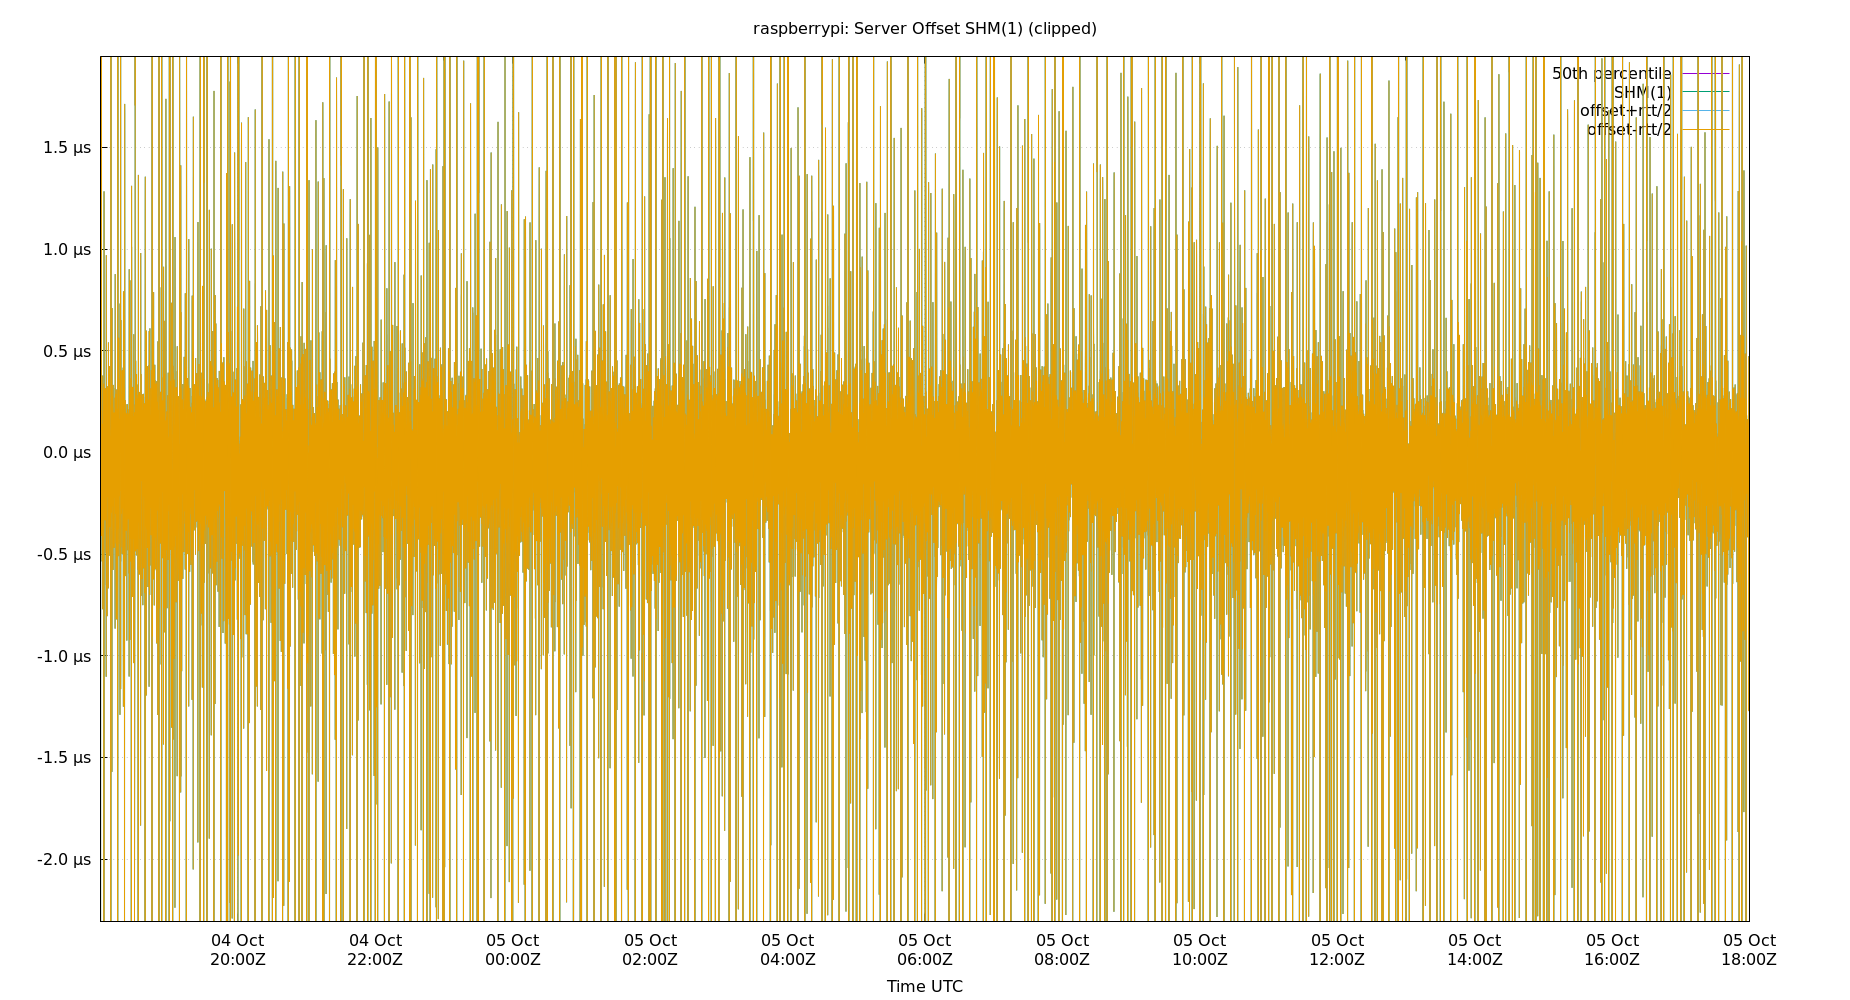 raspberrypi: Server Offset SHM(1) (clipped)
50th percentile
SHM(1)
offset+rtt/2
offset-rtt/2
1.5 µs
1.0 µs
0.5 µs
0.0 µs
-0.5 µs
-1.0 µs
-1.5 µs
-2.0 µs
04 Oct 04 Oct 05 Oct 05 Oct 05 Oct 05 Oct 05 Oct 05 Oct 05 Oct 05 Oct 05 Oct 05 Oct
20:00Z 22:00Z 00:00Z 02:00Z 04:00Z 06:00Z 08:00Z 10:00Z 12:00Z 14:00Z 16:00Z 18:00Z
Time UTC